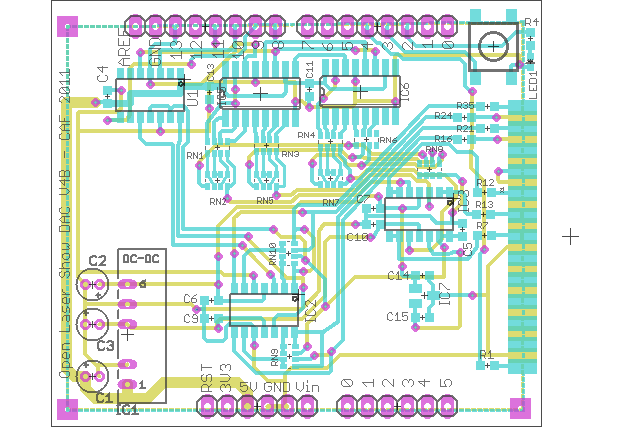 AREF GND 13 12 11 10 9 8 7 6 5 4 3 2 1 0
R4
LED1
C4
U1
C13
C11
IC6
R35
R24
R21
R16
RN1
RN3
RN4
RN6
RN2
RN5
RN7
R12
R13
R7
C7
C10
IC3
C5
Open Laser Show DAC V4B - CAF 2011
DC-DC
C2
C3
C1
IC1
1
C6
C9
IC2
RN10
RN9
C14
C15
IC7
R1
RST 3V3 5V GND Vin 0 1 2 3 4 5